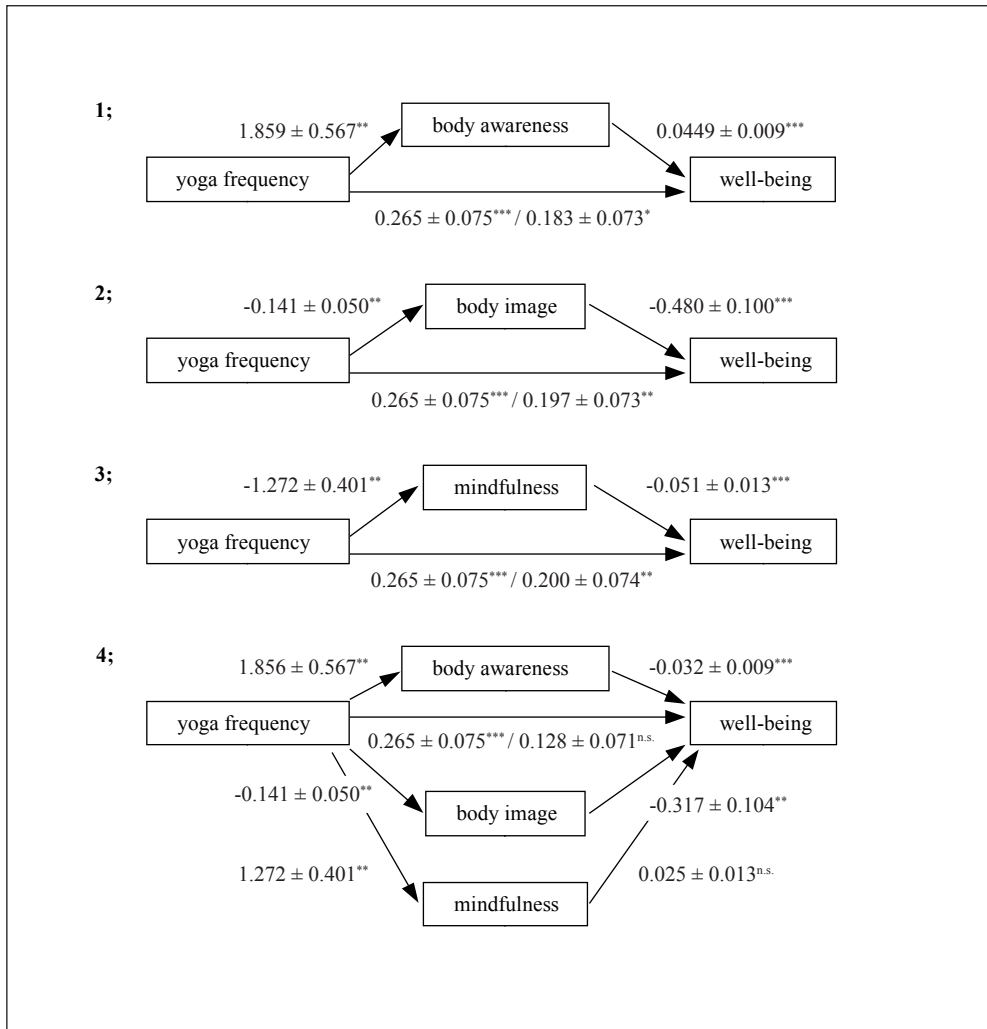 1;
1.859 ± 0.567**
body awareness
0.0449 ± 0.009***
yoga frequency
well-being
0.265 ± 0.075*** / 0.183 ± 0.073*
2;
-0.141 ± 0.050**
body image
-0.480 ± 0.100***
yoga frequency
well-being
0.265 ± 0.075*** / 0.197 ± 0.073**
3;
-1.272 ± 0.401**
mindfulness
-0.051 ± 0.013***
yoga frequency
well-being
0.265 ± 0.075*** / 0.200 ± 0.074**
4;
1.856 ± 0.567**
body awareness
-0.032 ± 0.009***
yoga frequency
well-being
0.265 ± 0.075*** / 0.128 ± 0.071n.s.
-0.141 ± 0.050**
body image
-0.317 ± 0.104**
1.272 ± 0.401**
mindfulness
0.025 ± 0.013n.s.